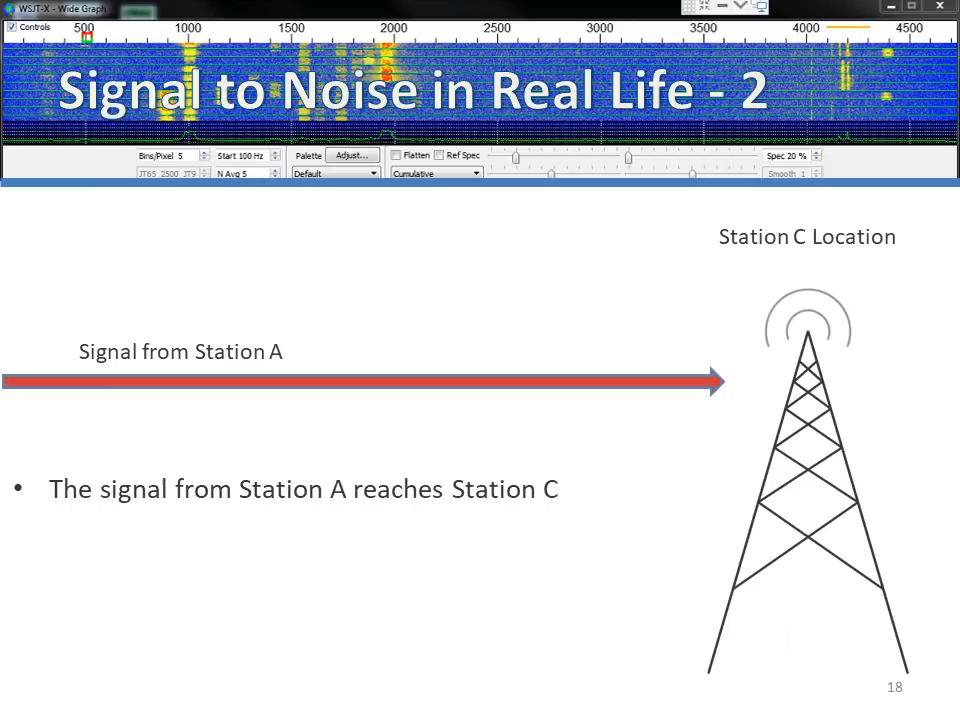 WSJT-X - Wide Graph
Controls 500 1000 1500 2000 2500 3000 3500 4000 4500
Signal to Noise in Real Life - 2
Bins/Pixel 5 Start 100 Hz Palette Adjust... Flatten Ref Spec Spec 20 %
JT65 2500 JT9 N Avg 5 Default Cumulative Smooth 1
Station C Location
Signal from Station A
• The signal from Station A reaches Station C
18